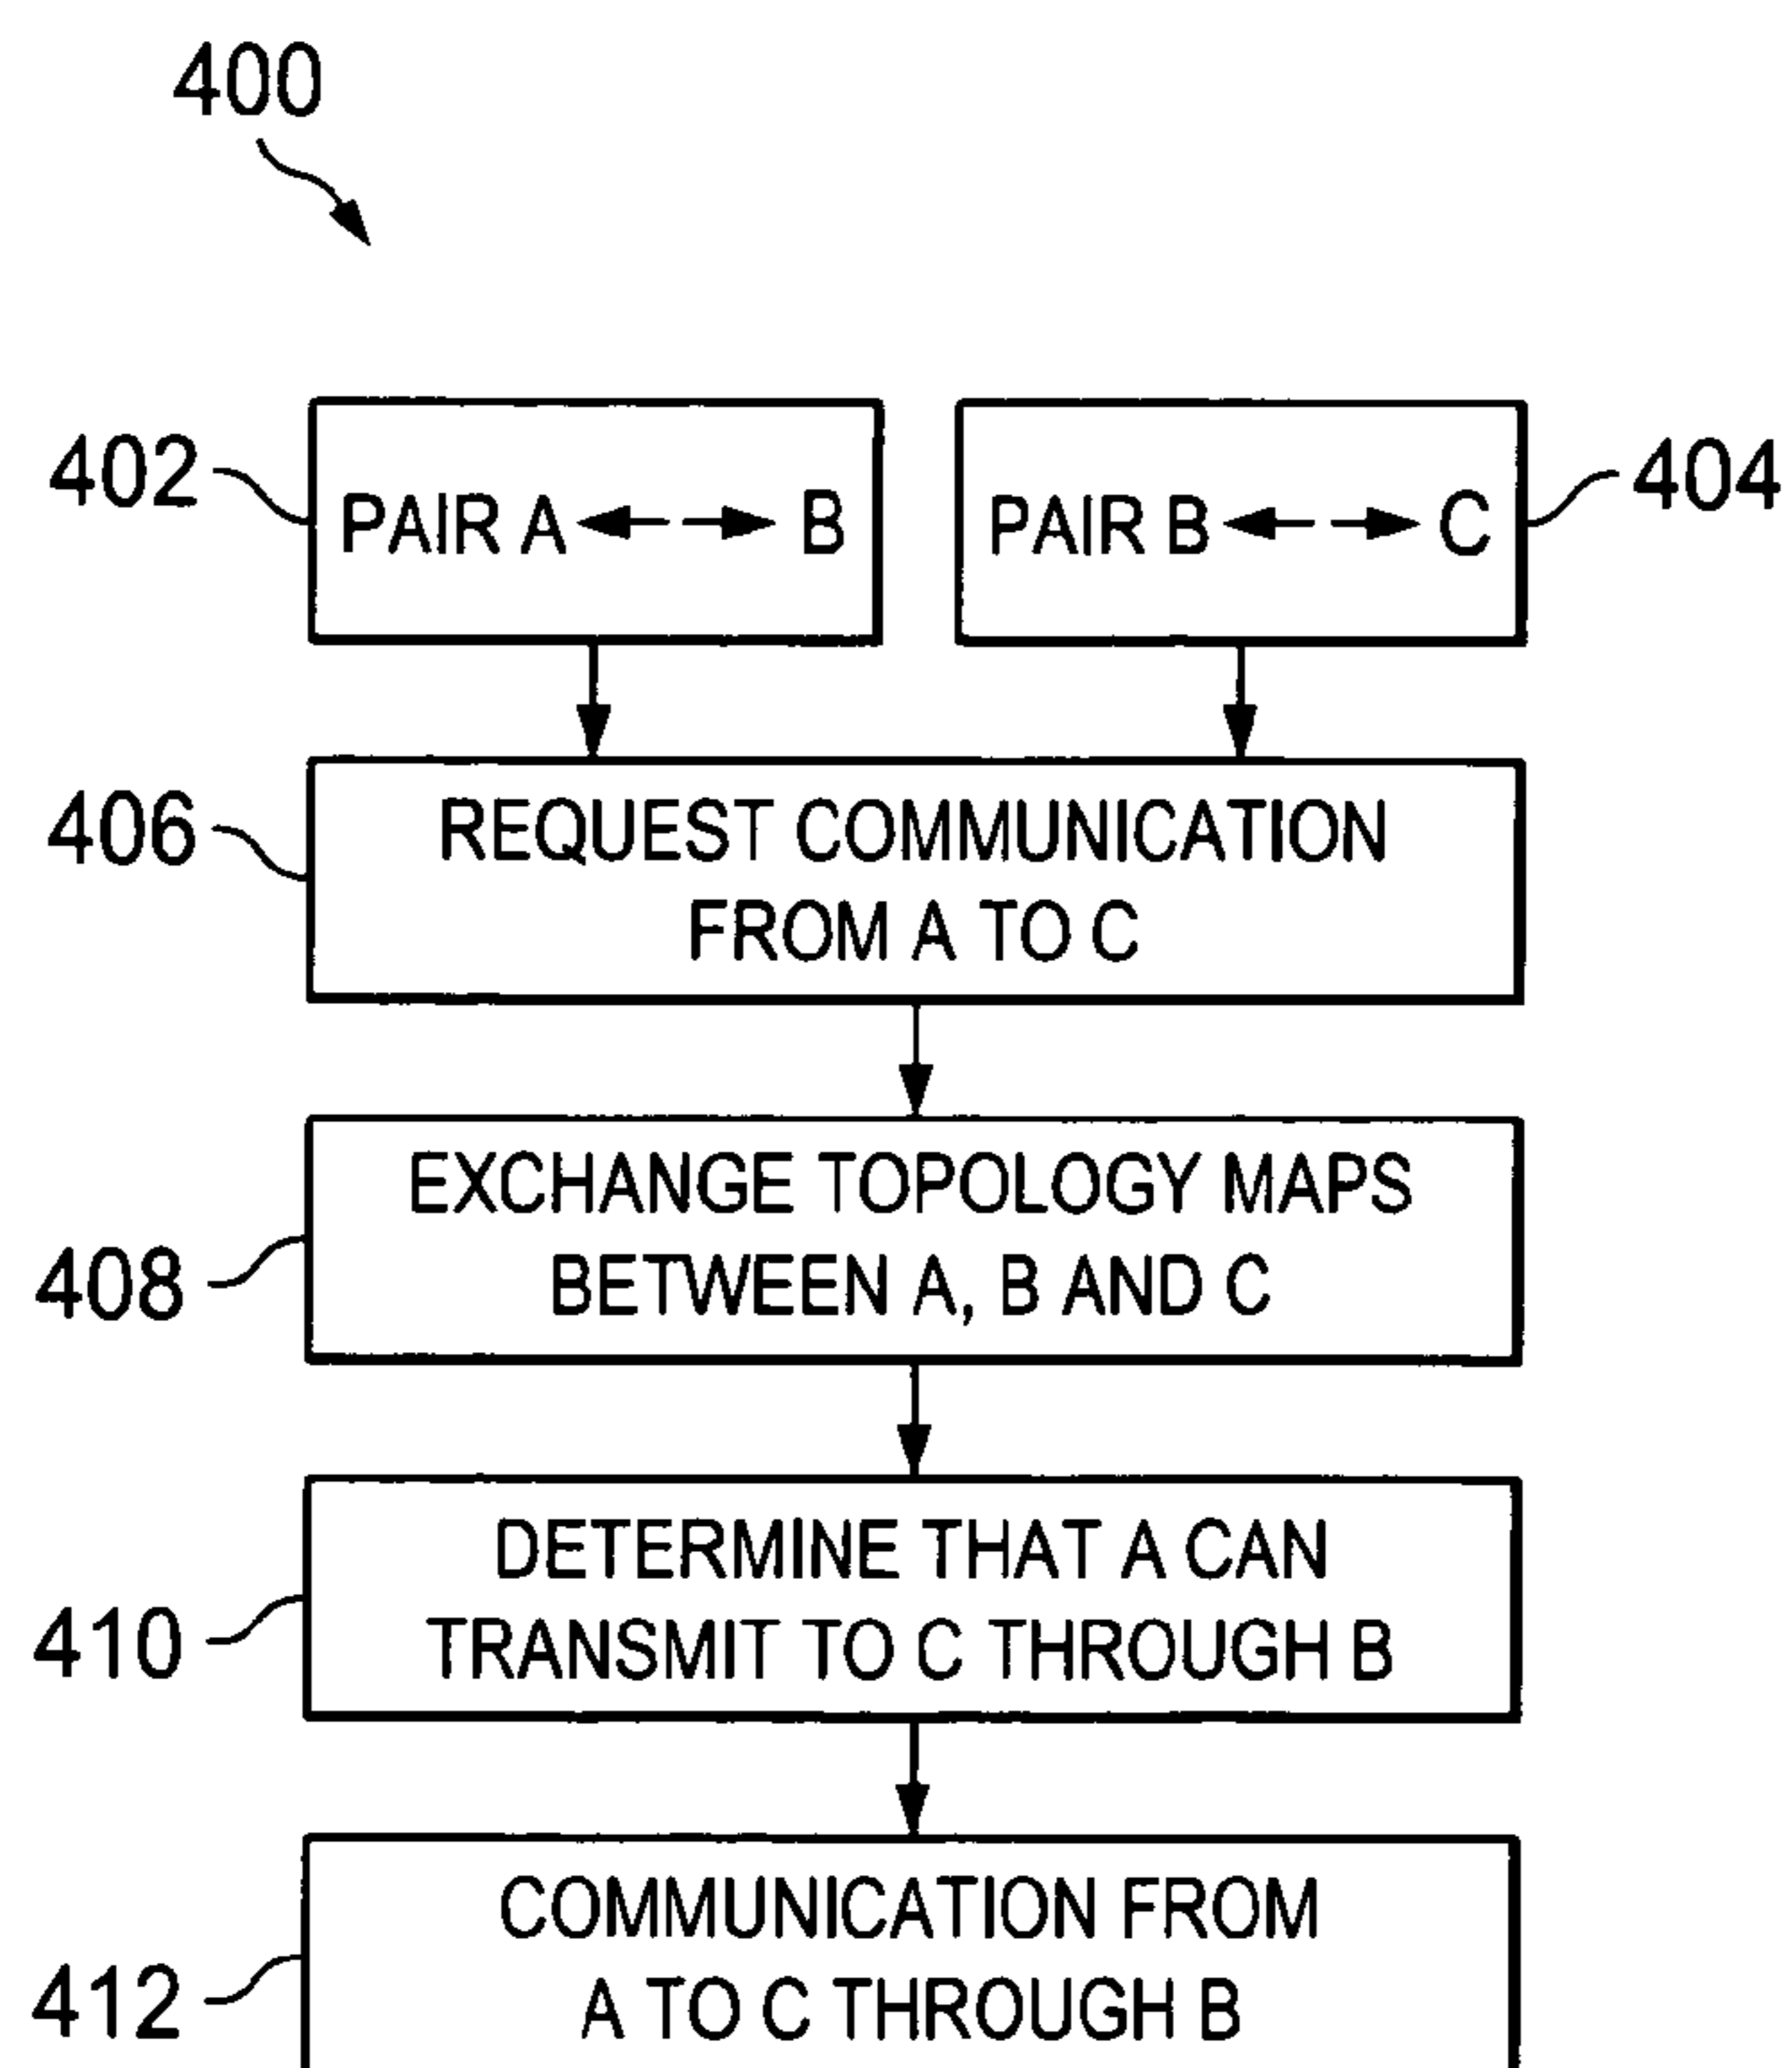 400
402
PAIR A B
PAIR B C
404
406
REQUEST COMMUNICATION
FROM A TO C
408
EXCHANGE TOPOLOGY MAPS
BETWEEN A, B AND C
410
DETERMINE THAT A CAN
TRANSMIT TO C THROUGH B
412
COMMUNICATION FROM
A TO C THROUGH B